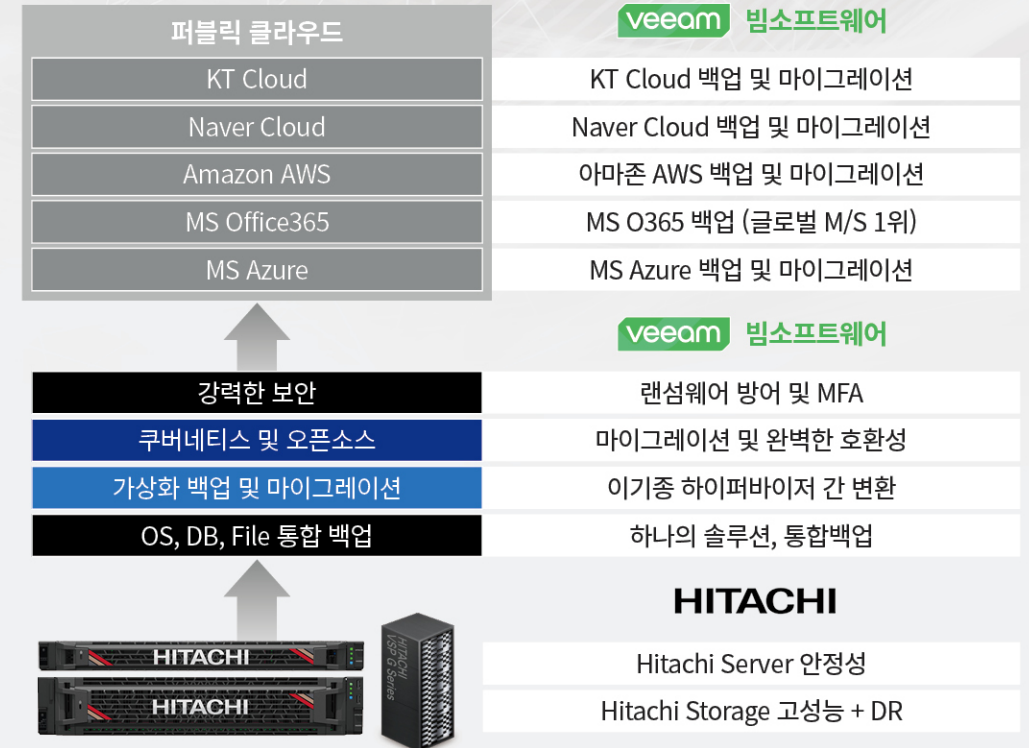 퍼블릭 클라우드
veeam 빔소프트웨어
KT Cloud
KT Cloud 백업 및 마이그레이션
Naver Cloud
Naver Cloud 백업 및 마이그레이션
Amazon AWS
아마존 AWS 백업 및 마이그레이션
MS Office365
MS O365 백업 (글로벌 M/S 1위)
MS Azure
MS Azure 백업 및 마이그레이션
veeam 빔소프트웨어
강력한 보안
랜섬웨어 방어 및 MFA
쿠버네티스 및 오픈소스
마이그레이션 및 완벽한 호환성
가상화 백업 및 마이그레이션
이기종 하이퍼바이저 간 변환
OS, DB, File 통합 백업
하나의 솔루션, 통합백업
HITACHI
HITACHI
HITACHI
HITACHI
VSP G Series
Hitachi Server 안정성
Hitachi Storage 고성능 + DR